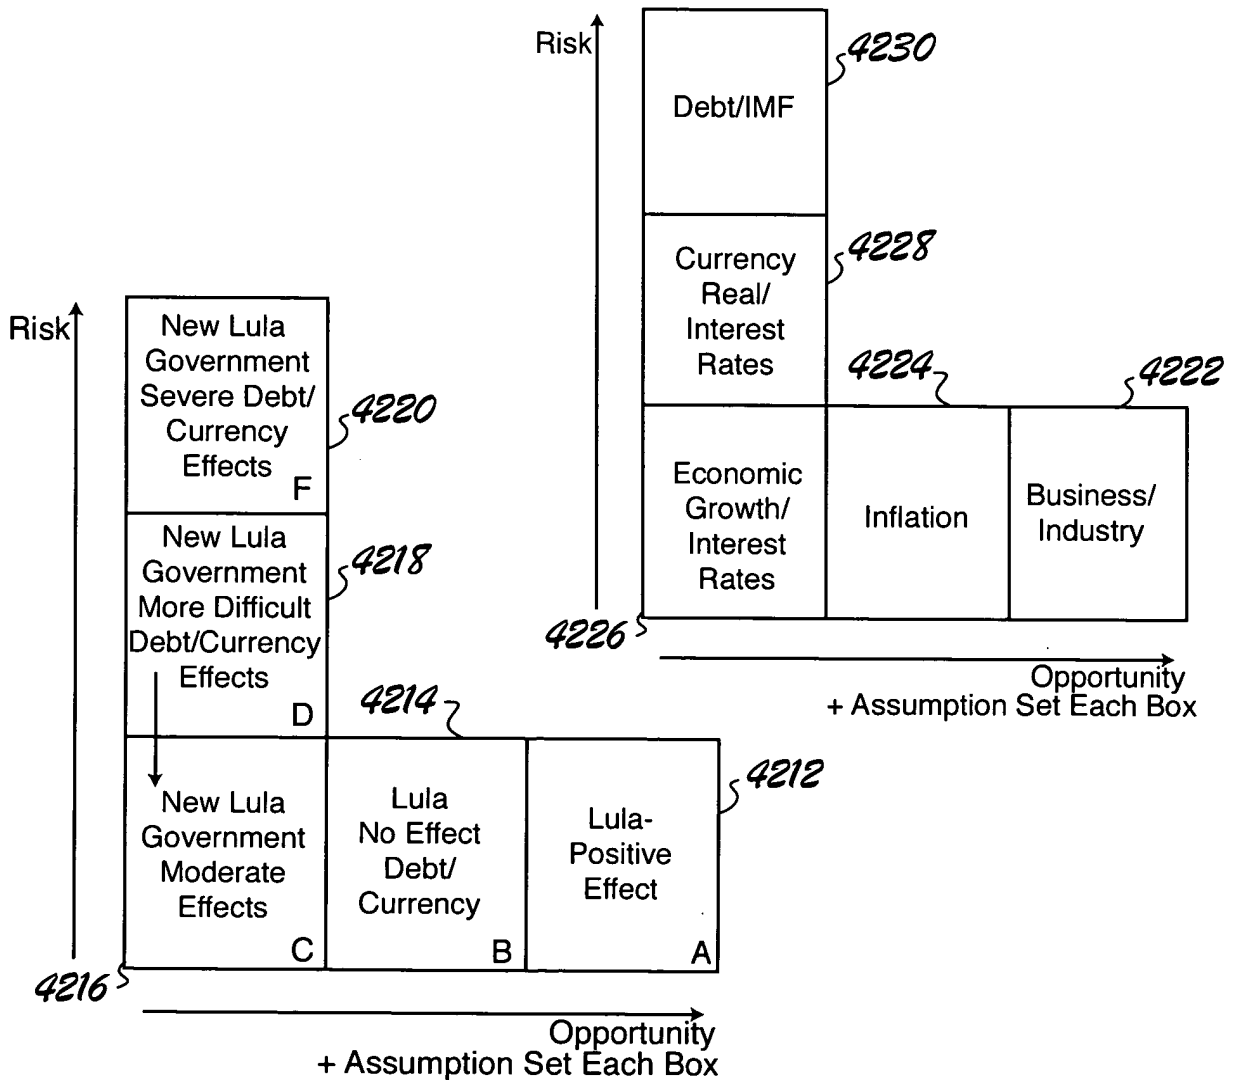 Risk
4230
Debt/IMF
4228
Currency
Real/
Interest
Rates
4224
4222
Economic
Growth/
Interest
Rates
Inflation
Business/
Industry
4226
Opportunity
+ Assumption Set Each Box
Risk
New Lula
Government
Severe Debt/
Currency
Effects
F
4220
New Lula
Government
More Difficult
Debt/Currency
Effects
D
4218
4214
4212
New Lula
Government
Moderate
Effects
C
Lula
No Effect
Debt/
Currency
B
Lula-
Positive
Effect
A
4216
Opportunity
+ Assumption Set Each Box